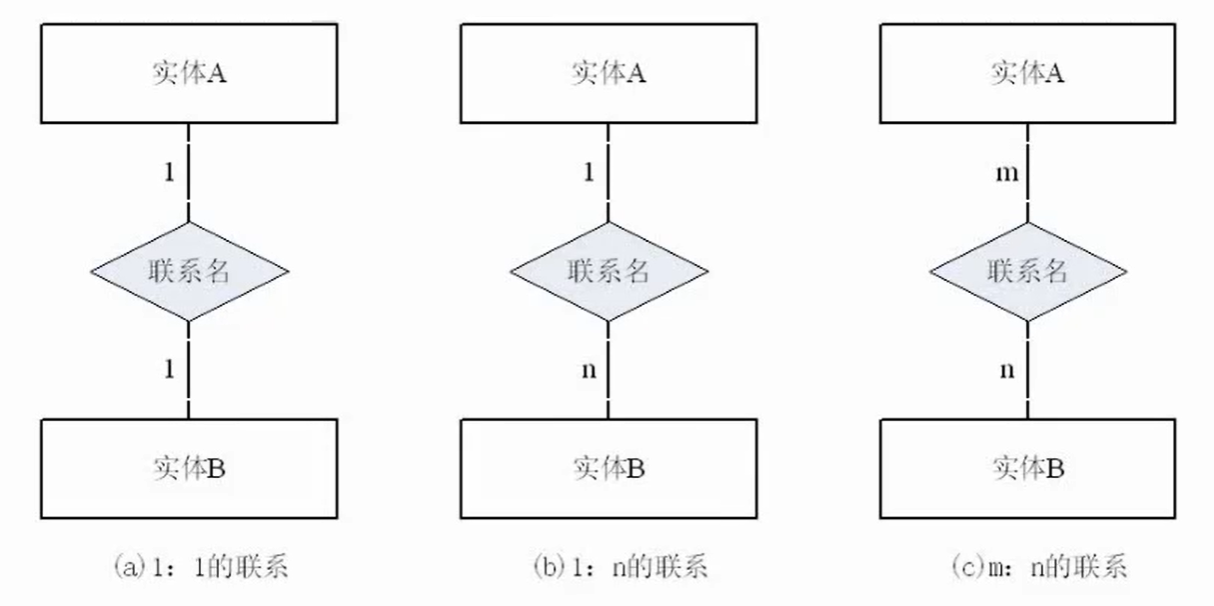 实体A 实体A 实体A
1 1 m
联系名 联系名 联系名
1 n n
实体B 实体B 实体B
(a)1: 1的联系 (b)1: n的联系 (c)m: n的联系